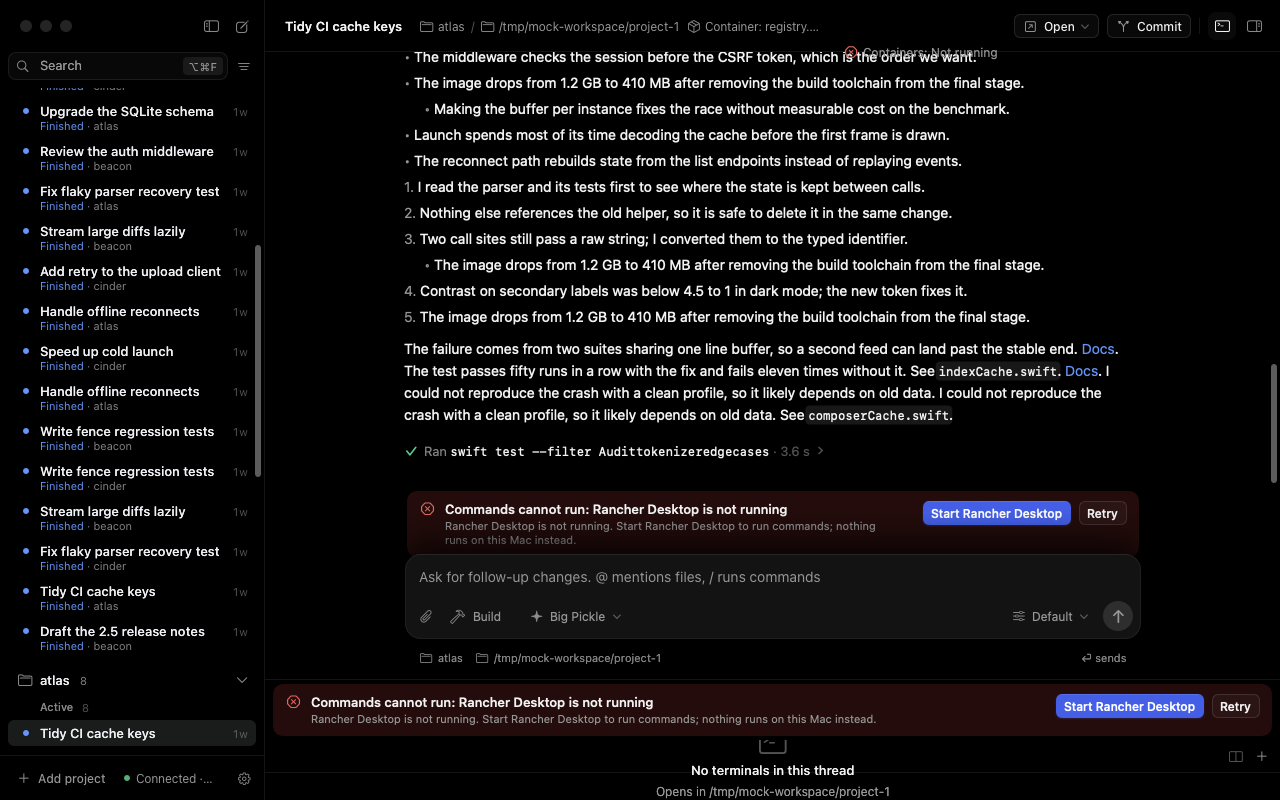 Search
⌥⌘F
Finished · cinder
Upgrade the SQLite schema 1w
Finished · atlas
Review the auth middleware 1w
Finished · beacon
Fix flaky parser recovery test 1w
Finished · atlas
Stream large diffs lazily 1w
Finished · beacon
Add retry to the upload client 1w
Finished · cinder
Handle offline reconnects 1w
Finished · atlas
Speed up cold launch 1w
Finished · cinder
Handle offline reconnects 1w
Finished · atlas
Write fence regression tests 1w
Finished · beacon
Write fence regression tests 1w
Finished · cinder
Stream large diffs lazily 1w
Finished · beacon
Fix flaky parser recovery test 1w
Finished · cinder
Tidy CI cache keys 1w
Finished · atlas
Draft the 2.5 release notes 1w
Finished · beacon
atlas 8
Active 8
Tidy CI cache keys 1w
Add project
Connected ·...
Tidy CI cache keys atlas / /tmp/mock-workspace/project-1 Container: registry....
Open
Commit
Containers: Not running
• The middleware checks the session before the CSRF token, which is the order we want.
• The image drops from 1.2 GB to 410 MB after removing the build toolchain from the final stage.
• Making the buffer per instance fixes the race without measurable cost on the benchmark.
• Launch spends most of its time decoding the cache before the first frame is drawn.
• The reconnect path rebuilds state from the list endpoints instead of replaying events.
1. I read the parser and its tests first to see where the state is kept between calls.
2. Nothing else references the old helper, so it is safe to delete it in the same change.
3. Two call sites still pass a raw string; I converted them to the typed identifier.
• The image drops from 1.2 GB to 410 MB after removing the build toolchain from the final stage.
4. Contrast on secondary labels was below 4.5 to 1 in dark mode; the new token fixes it.
5. The image drops from 1.2 GB to 410 MB after removing the build toolchain from the final stage.
The failure comes from two suites sharing one line buffer, so a second feed can land past the stable end. Docs.
The test passes fifty runs in a row with the fix and fails eleven times without it. See indexCache.swift. Docs. I
could not reproduce the crash with a clean profile, so it likely depends on old data. I could not reproduce the
crash with a clean profile, so it likely depends on old data. See composerCache.swift.
Ran swift test --filter Audittokenizeredgecases · 3.6 s
Commands cannot run: Rancher Desktop is not running
Rancher Desktop is not running. Start Rancher Desktop to run commands; nothing
runs on this Mac instead.
Start Rancher Desktop
Retry
Ask for follow-up changes. @ mentions files, / runs commands
Build
Big Pickle
Default
atlas /tmp/mock-workspace/project-1
sends
Commands cannot run: Rancher Desktop is not running
Rancher Desktop is not running. Start Rancher Desktop to run commands; nothing runs on this Mac instead.
Start Rancher Desktop
Retry
No terminals in this thread
Opens in /tmp/mock-workspace/project-1